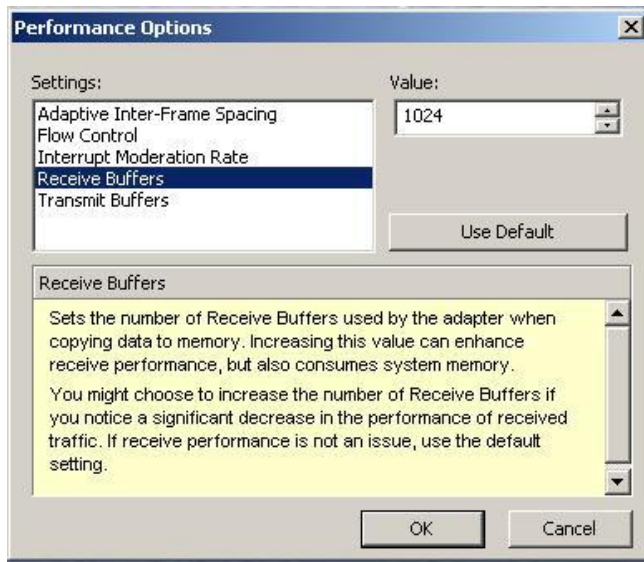 Performance Options
Settings:
Value:
Adaptive Inter-Frame Spacing
Flow Control
Interrupt Moderation Rate
Receive Buffers
Transmit Buffers
1024
Use Default
Receive Buffers
Sets the number of Receive Buffers used by the adapter when
copying data to memory. Increasing this value can enhance
receive performance, but also consumes system memory.
You might choose to increase the number of Receive Buffers if
you notice a significant decrease in the performance of received
traffic. If receive performance is not an issue, use the default
setting.
OK
Cancel